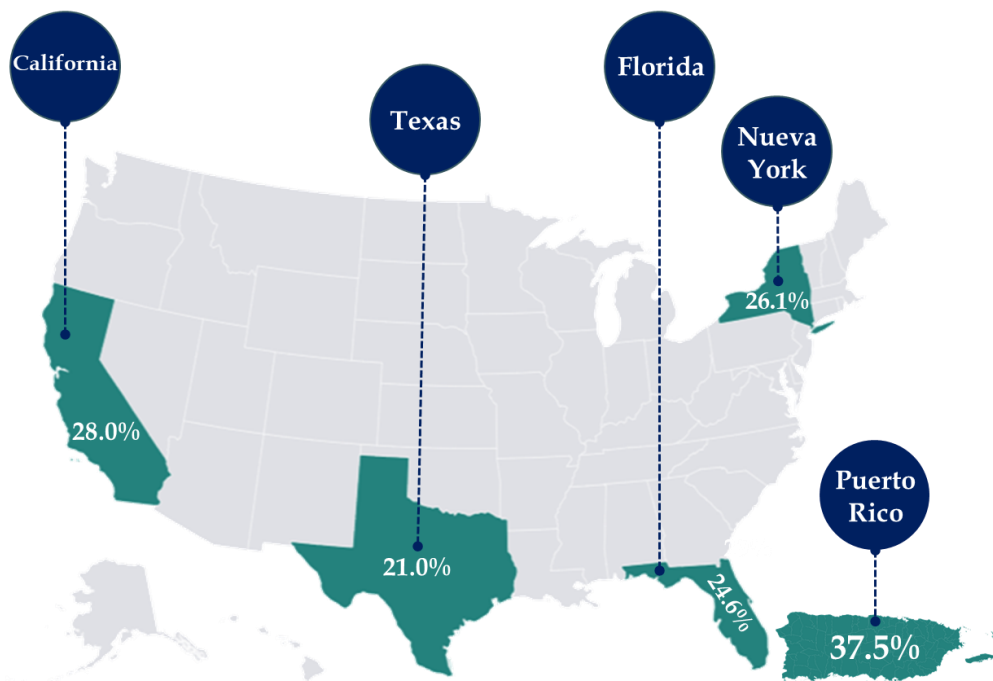 California
Texas
Florida
Nueva
York
26.1%
28.0%
21.0%
24.6%
Puerto
Rico
37.5%